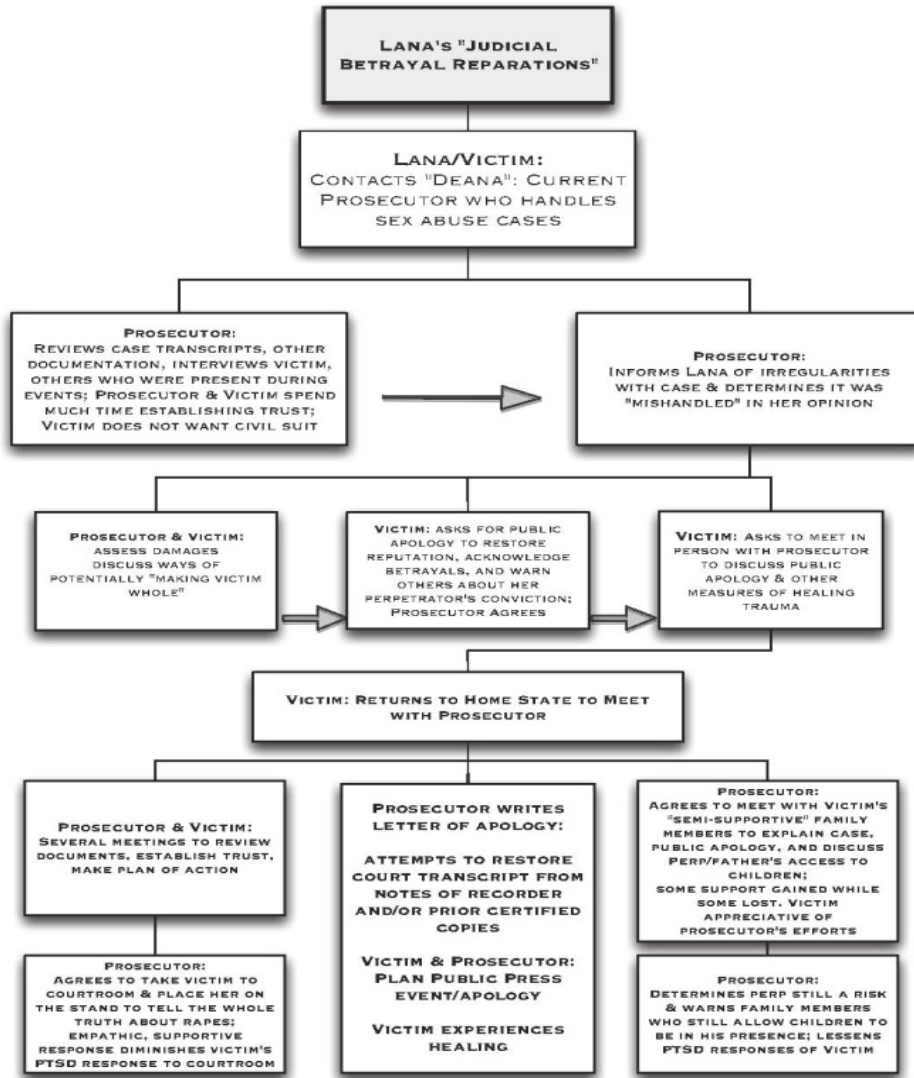 LANA'S "JUDICIAL
BETRAYAL REPARATIONS"
LANA/VICTIM:
CONTACTS "DEANA": CURRENT
PROSECUTOR WHO HANDLES
SEX ABUSE CASES
PROSECUTOR:
REVIEWS CASE TRANSCRIPTS, OTHER
DOCUMENTATION, INTERVIEWS VICTIM,
OTHERS WHO WERE PRESENT DURING
EVENTS; PROSECUTOR & VICTIM SPEND
MUCH TIME ESTABLISHING TRUST;
VICTIM DOES NOT WANT CIVIL SUIT
PROSECUTOR:
INFORMS LANA OF IRREGULARITIES
WITH CASE & DETERMINES IT WAS
"MISHANDLED" IN HER OPINION
PROSECUTOR & VICTIM:
ASSESS DAMAGES
DISCUSS WAYS OF
POTENTIALLY "MAKING VICTIM
WHOLE"
VICTIM: ASKS FOR PUBLIC
APOLOGY TO RESTORE
REPUTATION, ACKNOWLEDGE
BETRAYALS, AND WARN
OTHERS ABOUT HER
PERPETRATOR'S CONVICTION;
PROSECUTOR AGREES
VICTIM: ASKS TO MEET IN
PERSON WITH PROSECUTOR
TO DISCUSS PUBLIC
APOLOGY & OTHER
MEASURES OF HEALING
TRAUMA
VICTIM: RETURNS TO HOME STATE TO MEET
WITH PROSECUTOR
PROSECUTOR & VICTIM:
SEVERAL MEETINGS TO REVIEW
DOCUMENTS, ESTABLISH TRUST,
MAKE PLAN OF ACTION
PROSECUTOR:
AGREES TO TAKE VICTIM TO
COURTROOM & PLACE HER ON
THE STAND TO TELL THE WHOLE
TRUTH ABOUT RAPES;
EMPATHIC, SUPPORTIVE
RESPONSE DIMINISHES VICTIM'S
PTSD RESPONSE TO COURTROOM
PROSECUTOR WRITES
LETTER OF APOLOGY:
ATTEMPTS TO RESTORE
COURT TRANSCRIPT FROM
NOTES OF RECORDER
AND/OR PRIOR CERTIFIED
COPIES
VICTIM & PROSECUTOR:
PLAN PUBLIC PRESS
EVENT/APOLOGY
VICTIM EXPERIENCES
HEALING
PROSECUTOR:
AGREES TO MEET WITH VICTIM'S
"SEMI-SUPPORTIVE" FAMILY
MEMBERS TO EXPLAIN CASE,
PUBLIC APOLOGY, AND DISCUSS
PERP/FATHER'S ACCESS TO
CHILDREN;
SOME SUPPORT GAINED WHILE
SOME LOST. VICTIM
APPRECIATIVE OF
PROSECUTOR'S EFFORTS
PROSECUTOR:
DETERMINES PERP STILL A RISK
& WARNS FAMILY MEMBERS
WHO STILL ALLOW CHILDREN TO
BE IN HIS PRESENCE; LESSENS
PTSD RESPONSES OF VICTIM